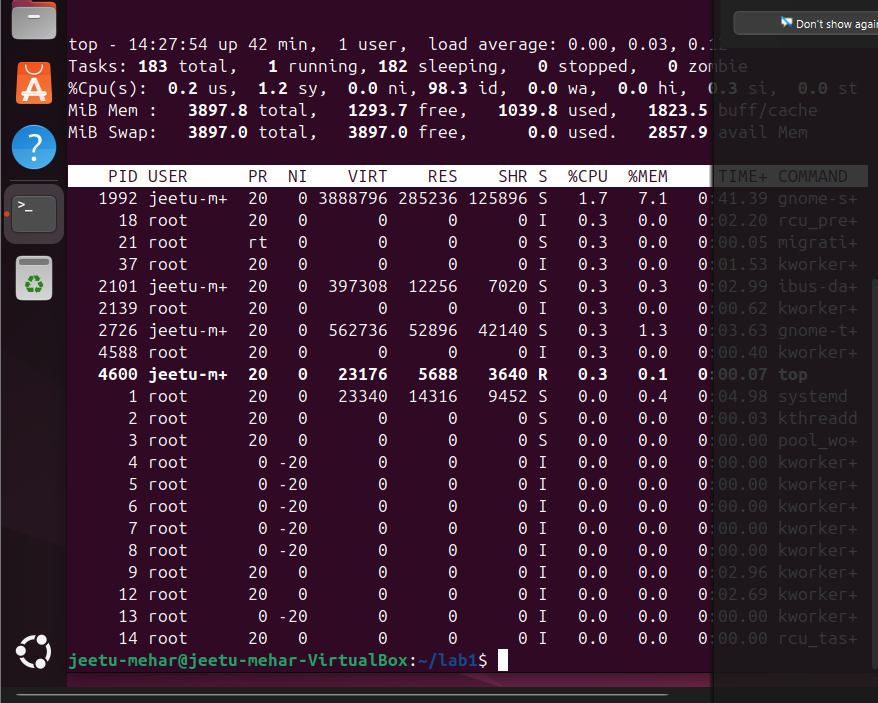 Don't show again
top - 14:27:54 up 42 min,  1 user,  load average: 0.00, 0.03, 0.12
Tasks: 183 total,   1 running, 182 sleeping,   0 stopped,   0 zombie
%Cpu(s):  0.2 us,  1.2 sy,  0.0 ni, 98.3 id,  0.0 wa,  0.0 hi,  0.3 si,  0.0 st
MiB Mem :   3897.8 total,   1293.7 free,   1039.8 used,   1823.5 buff/cache
MiB Swap:   3897.0 total,   3897.0 free,      0.0 used.   2857.9 avail Mem
PID USER      PR  NI    VIRT    RES    SHR S  %CPU  %MEM     TIME+ COMMAND
1992 jeetu-m+  20   0 3888796 285236 125896 S   1.7   7.1   0:41.39 gnome-s+
18 root      20   0       0      0      0 I   0.3   0.0   0:02.20 rcu_pre+
21 root      rt   0       0      0      0 S   0.3   0.0   0:00.05 migrati+
37 root      20   0       0      0      0 I   0.3   0.0   0:01.53 kworker+
2101 jeetu-m+  20   0  397308  12256   7020 S   0.3   0.3   0:02.99 ibus-da+
2139 root      20   0       0      0      0 I   0.3   0.0   0:00.62 kworker+
2726 jeetu-m+  20   0  562736  52896  42140 S   0.3   1.3   0:03.63 gnome-t+
4588 root      20   0       0      0      0 I   0.3   0.0   0:00.40 kworker+
4600 jeetu-m+  20   0   23176   5688   3640 R   0.3   0.1   0:00.07 top
1 root      20   0   23340  14316   9452 S   0.0   0.4   0:04.98 systemd
2 root      20   0       0      0      0 S   0.0   0.0   0:00.03 kthreadd
3 root      20   0       0      0      0 S   0.0   0.0   0:00.00 pool_wo+
4 root       0 -20       0      0      0 I   0.0   0.0   0:00.00 kworker+
5 root       0 -20       0      0      0 I   0.0   0.0   0:00.00 kworker+
6 root       0 -20       0      0      0 I   0.0   0.0   0:00.00 kworker+
7 root       0 -20       0      0      0 I   0.0   0.0   0:00.00 kworker+
8 root       0 -20       0      0      0 I   0.0   0.0   0:00.00 kworker+
9 root      20   0       0      0      0 I   0.0   0.0   0:02.96 kworker+
12 root      20   0       0      0      0 I   0.0   0.0   0:02.69 kworker+
13 root       0 -20       0      0      0 I   0.0   0.0   0:00.00 kworker+
14 root      20   0       0      0      0 I   0.0   0.0   0:00.00 rcu_tas+
jeetu-mehar@jeetu-mehar-VirtualBox:~/lab1$